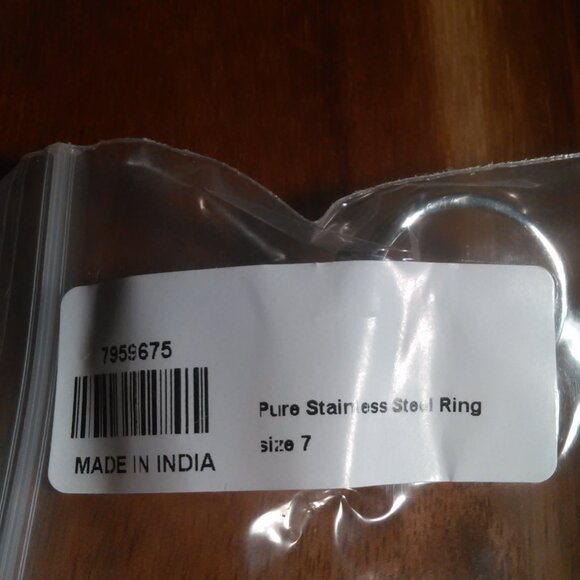 7959675
MADE IN INDIA
Pure Stainless Steel Ring
size 7